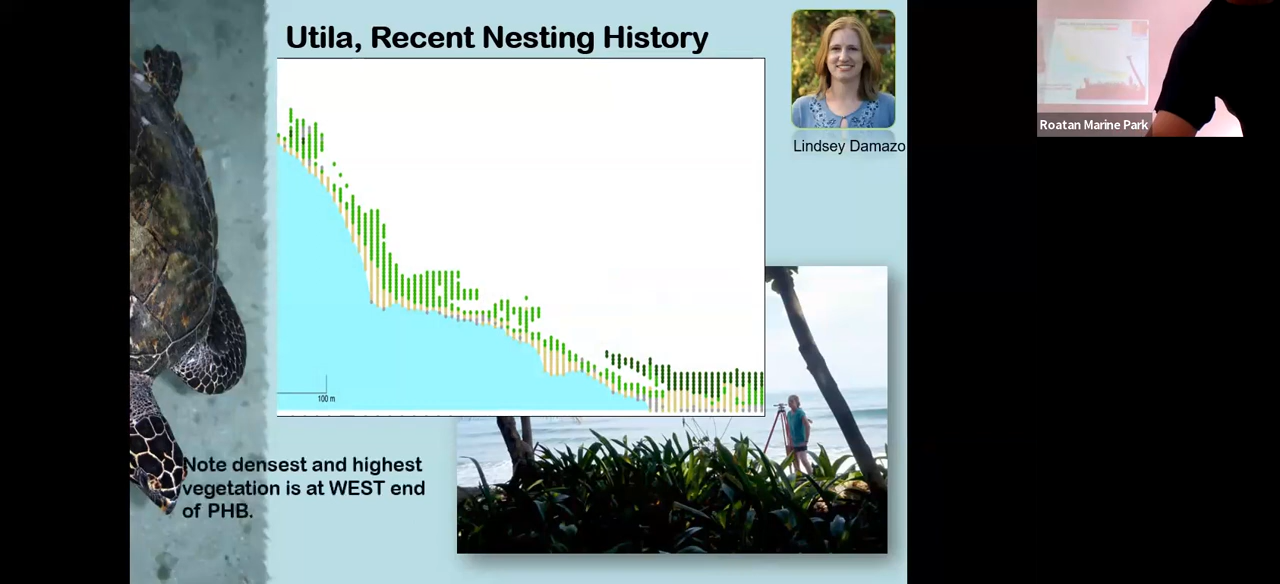 Utila, Recent Nesting History
Lindsey Damazo
Roatan Marine Park
100 m
Note densest and highest
vegetation is at WEST end
of PHB.